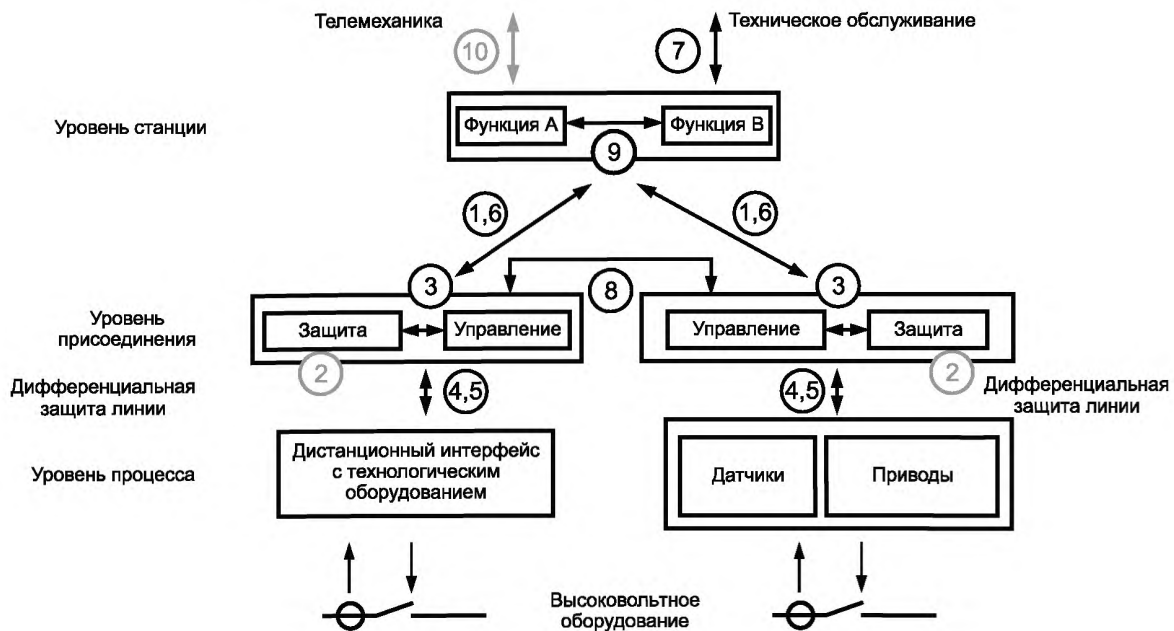 Телемеханика
Техническое обслуживание
10
7
Уровень станции
Функция А
Функция В
9
1,6
1,6
3
8
3
Уровень
присоединения
Защита
Управление
Управление
Защита
2
2
Дифференциальная
защита линии
4,5
4,5
Дифференциальная
защита линии
Уровень процесса
Дистанционный интерфейс
с технологическим
оборудованием
Датчики
Приводы
Высоковольтное
оборудование